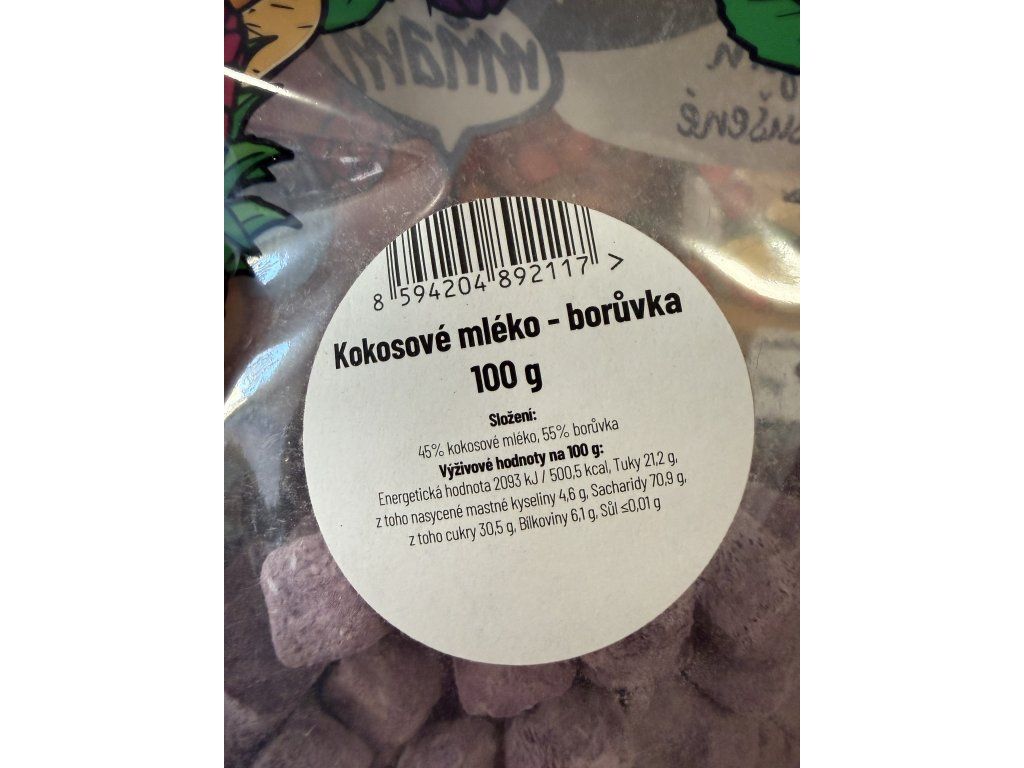 mňam
sušené
8 594204 892117 >
Kokosové mléko - borůvka
100 g
Složení:
45% kokosové mléko, 55% borůvka
Výživové hodnoty na 100 g:
Energetická hodnota 2093 kJ / 500,5 kcal, Tuky 21,2 g,
z toho nasycené mastné kyseliny 4,6 g, Sacharidy 70,9 g,
z toho cukry 30,5 g, Bílkoviny 6,1 g, Sůl ≤0,01 g